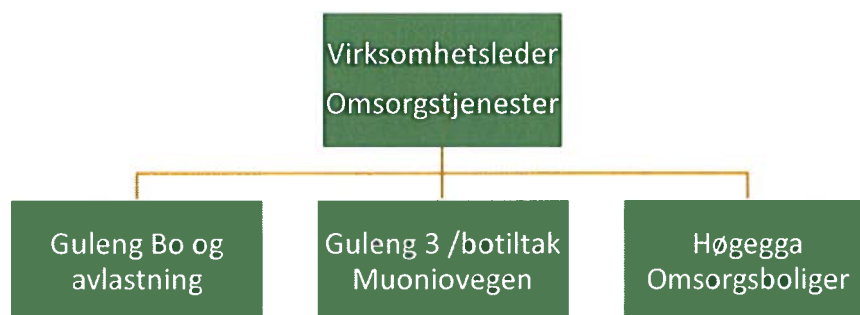 Virksomhetsleder
Omsorgstjenester
Guleng Bo og
avlastning
Guleng 3 /botiltak
Muoniovegen
Høgegga
Omsorgsboliger